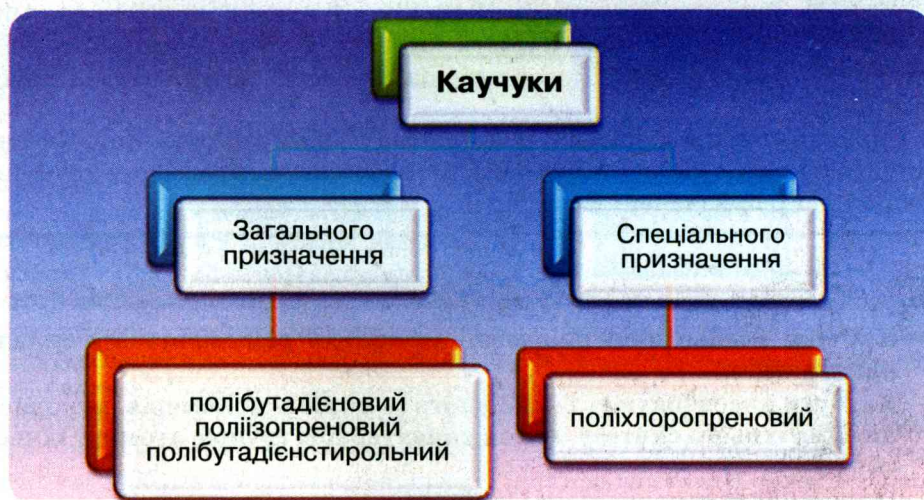 Каучуки
Загального
призначення
Спеціального
призначення
полібутадієновий
поліізопреновий
полібутадієнстирольний
поліхлоропреновий